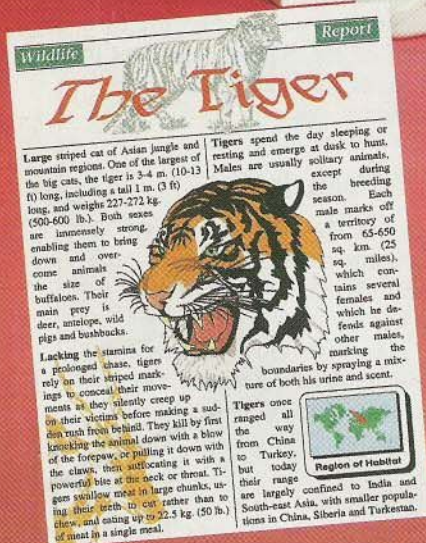 Wildlife
Report
The Tiger
Large striped cat of Asian jungle and
mountain regions. One of the largest of
the big cats, the tiger is 3-4 m. (10-13
ft) long, including a tail 1 m. (3 ft)
long, and weighs 227-272 kg.
(500-600 lb.). Both sexes
are immensely strong,
enabling them to bring
down and over-
come animals
the size of
buffaloes. Their
main prey is
deer, antelope, wild
pigs and bushbacks.
Lacking the stamina for
a prolonged chase, tigers
rely on their striped mark-
ings to conceal their move-
ments as they silently creep up
on their victims before making a sud-
den rush from behind. They kill by first
knocking the animal down with a blow
of the forepaw, or pulling it down with
the claws, then suffocating it with a
powerful bite at the neck or throat. Ti-
gers swallow meat in large chunks, us-
ing their teeth to cut rather to
chew, and eating up to 22.5 kg. (50 lb.)
of meat in a single meal.
Tigers spend the day sleeping or
resting and emerge at dusk to hunt.
Males are usually solitary animals,
except during
the breeding
season. Each
male marks off
a territory of
from 65-650
sq. km. (25
sq. miles),
which con-
tains several
females and
which he de-
fends against
other males,
marking the
boundaries by spraying a mix-
ture of both his urine and scent.
Tigers once
ranged all
the way
from China
to Turkey,
but today
their range
are largely confined to India and
South-east Asia, with smaller popula-
tions in China, Siberia and Turkestan.
Region of Habitat